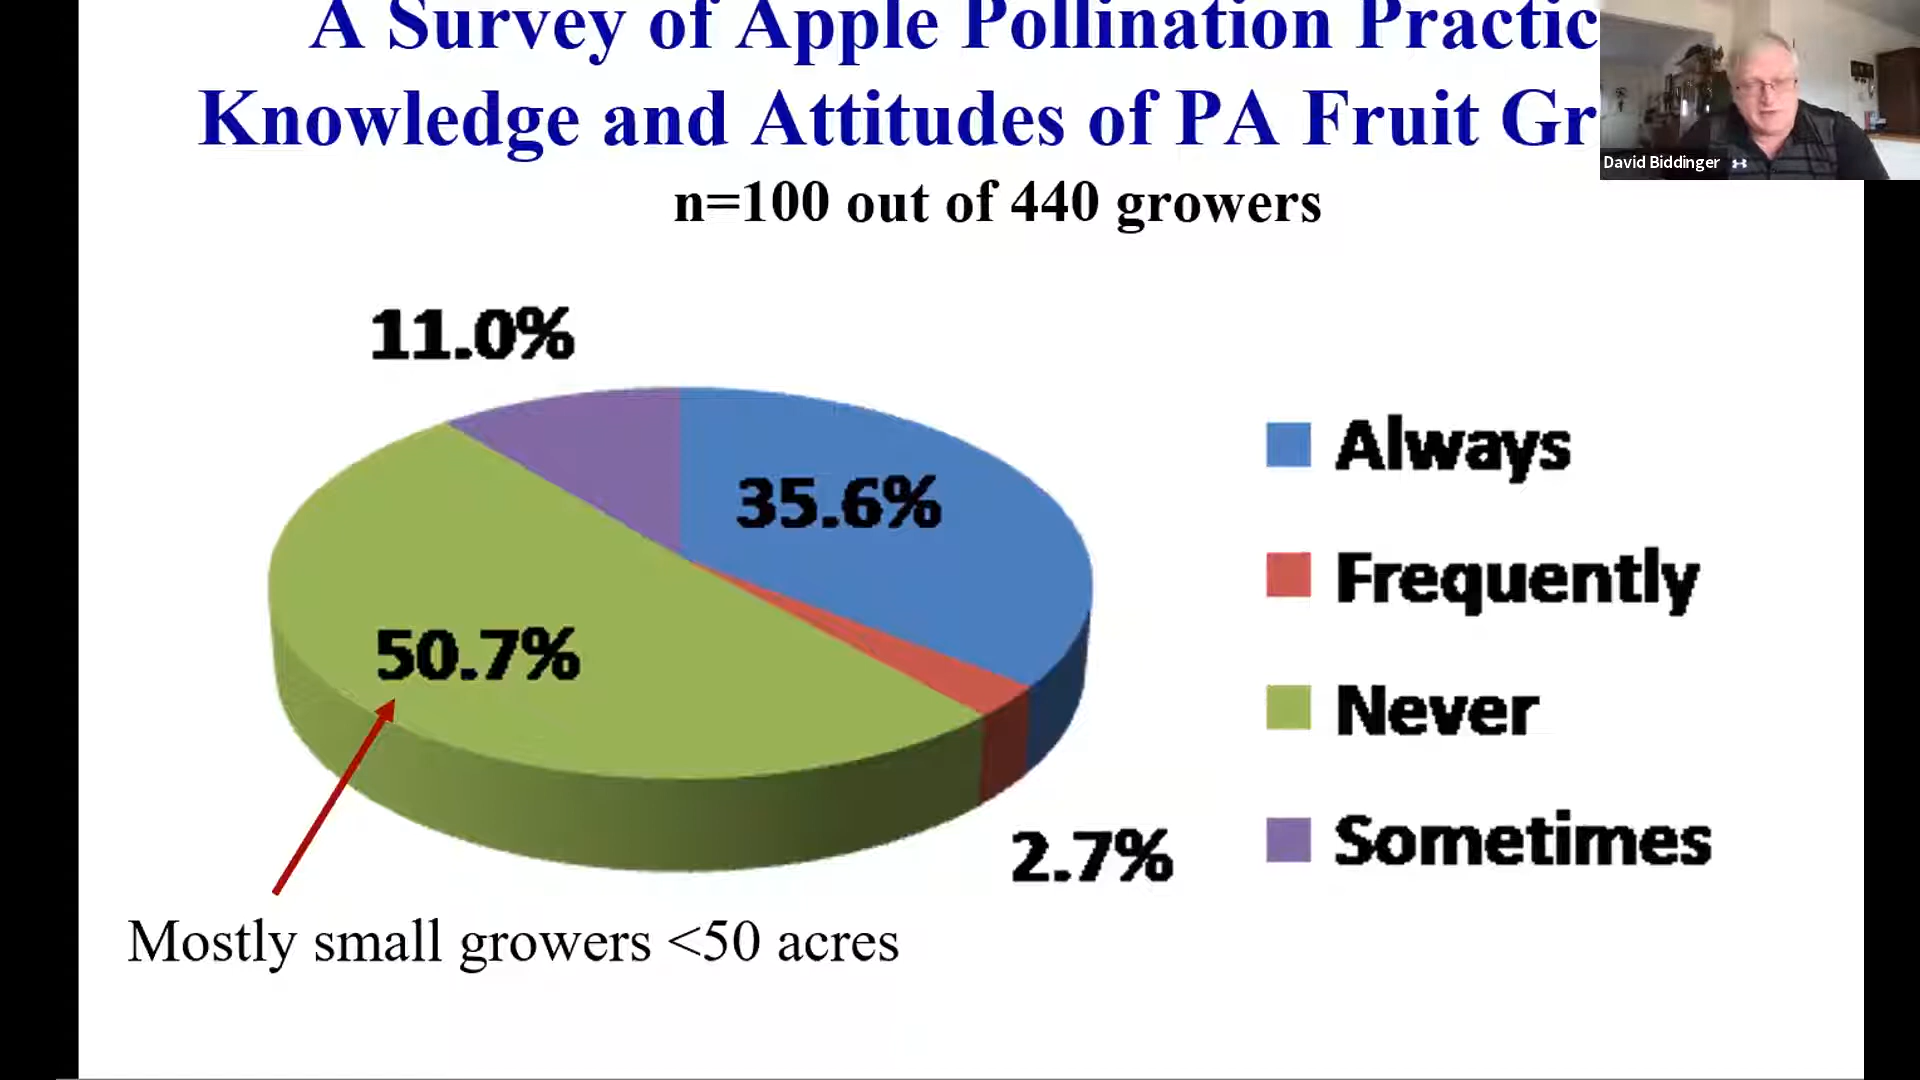 A Survey of Apple Pollination Practic
Knowledge and Attitudes of PA Fruit Gr
n=100 out of 440 growers
David Biddinger
11.0%
35.6%
50.7%
2.7%
Always
Frequently
Never
Sometimes
Mostly small growers <50 acres